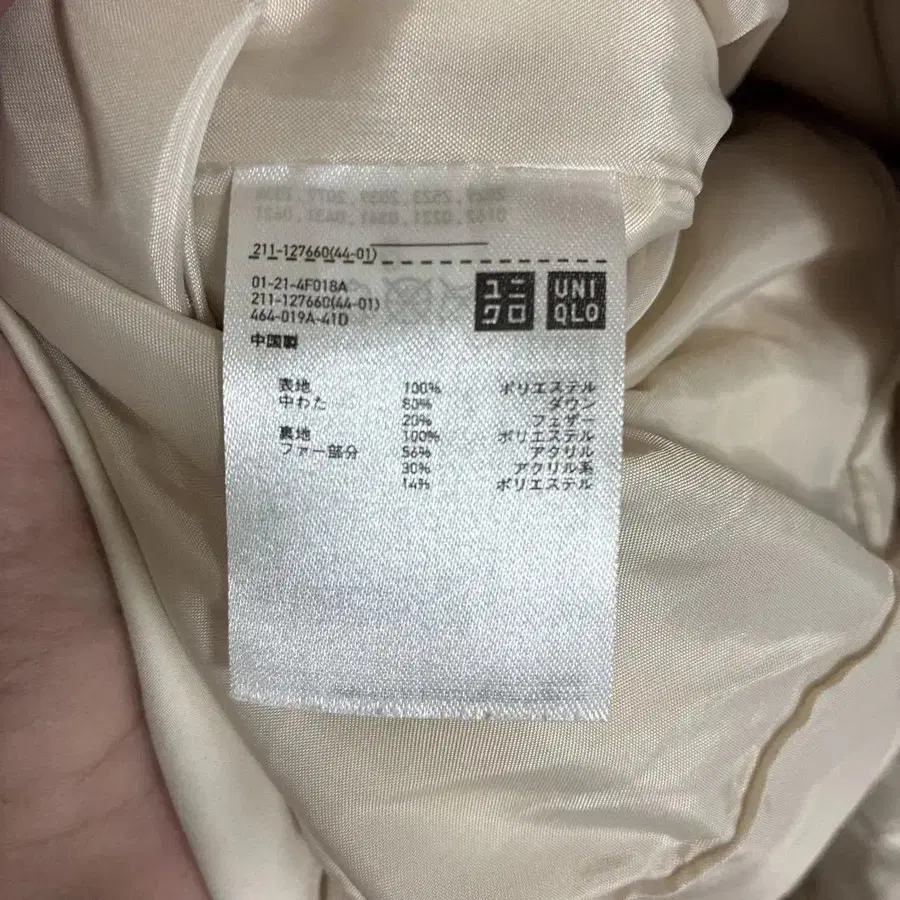 211-127660(44-01)
01-21-4F018A
211-127660(44-01)
464-019A-41D
ユニクロ UNIQLO
中国製
表地 100% ポリエステル
中わた 80% ダウン
20% フェザー
裏地 100% ポリエステル
ファー部分 56% アクリル
30% アクリル系
14% ポリエステル